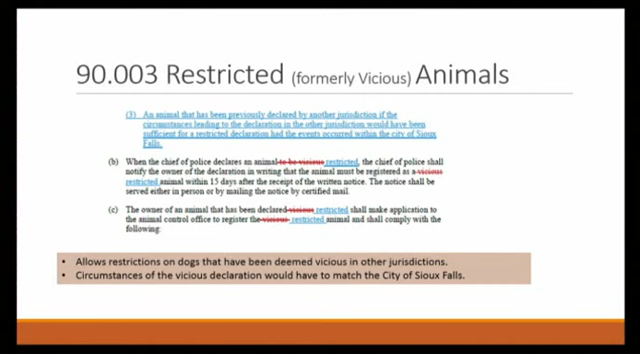 90.003 Restricted (formerly Vicious) Animals
(3) An animal that has been previously declared by another jurisdiction if the
circumstances leading to the declaration in the other jurisdiction would have been
sufficient for a restricted declaration had the events occurred within the city of Sioux
Falls.
(b) When the chief of police declares an animal to be vicious restricted, the chief of police shall
notify the owner of the declaration in writing that the animal must be registered as a vicious
restricted animal within 15 days after the receipt of the written notice. The notice shall be
served either in person or by mailing the notice by certified mail.
(c) The owner of an animal that has been declared vicious restricted shall make application to
the animal control office to register the vicious restricted animal and shall comply with the
following:
• Allows restrictions on dogs that have been deemed vicious in other jurisdictions.
• Circumstances of the vicious declaration would have to match the City of Sioux Falls.